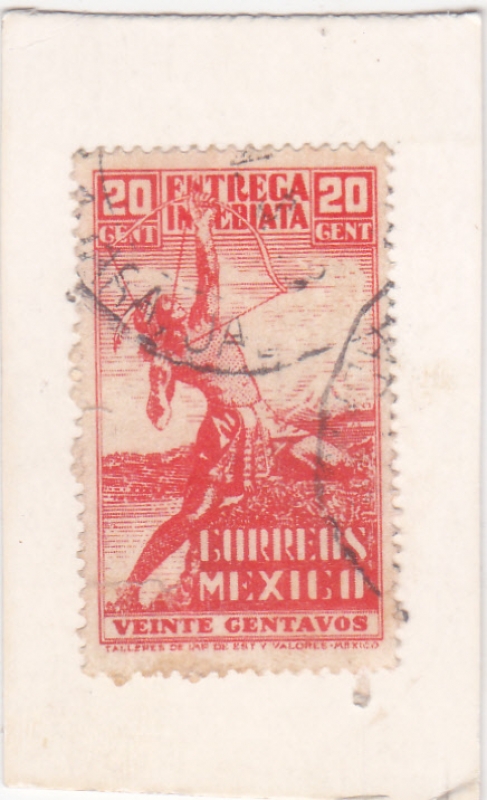 20 ENTREGA 20
CENT INMEDIATA CENT
CORREOS
MEXICO
VEINTE CENTAVOS
TALLERES DE IMP. DE EST. Y VALORES-MEXICO